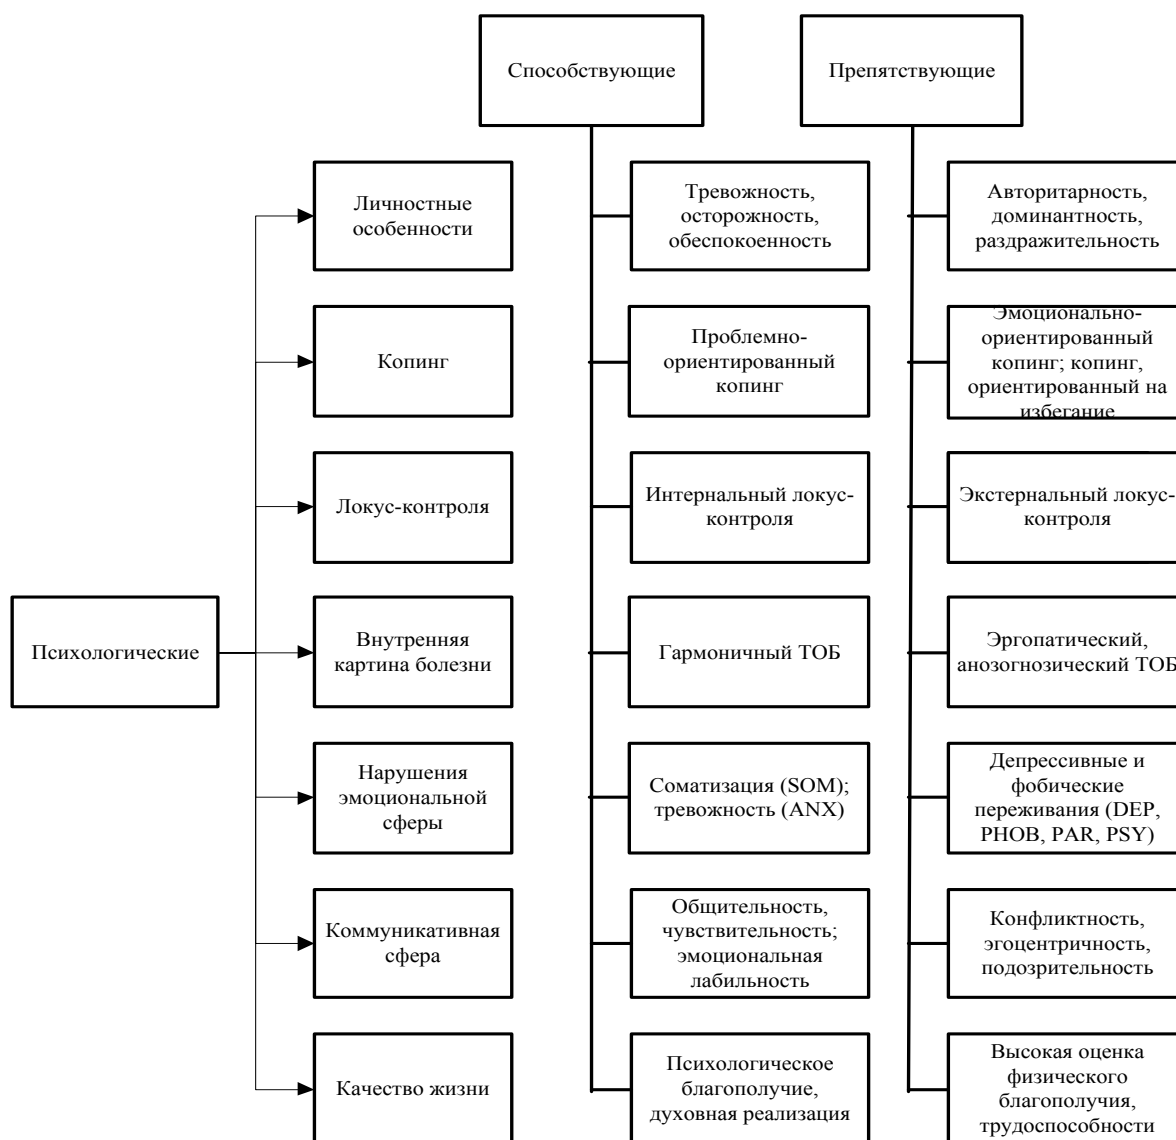 Способствующие
Препятствующие
Личностные
особенности
Тревожность,
осторожность,
обеспокоенность
Авторитарность,
доминантность,
раздражительность
Копинг
Проблемно-
ориентированный
копинг
Эмоционально-
ориентированный
копинг; копинг,
ориентированный на
избегание
Локус-контроля
Интернальный локус-
контроля
Экстернальный локус-
контроля
Психологические
Внутренняя
картина болезни
Гармоничный ТОБ
Эргопатический,
анозогнозический ТОБ
Нарушения
эмоциональной
сферы
Соматизация (SOM);
тревожность (ANX)
Депрессивные и
фобические
переживания (DEP,
PHOB, PAR, PSY)
Коммуникативная
сфера
Общительность,
чувствительность;
эмоциональная
лабильность
Конфликтность,
эгоцентричность,
подозрительность
Качество жизни
Психологическое
благополучие,
духовная реализация
Высокая оценка
физического
благополучия,
трудоспособности